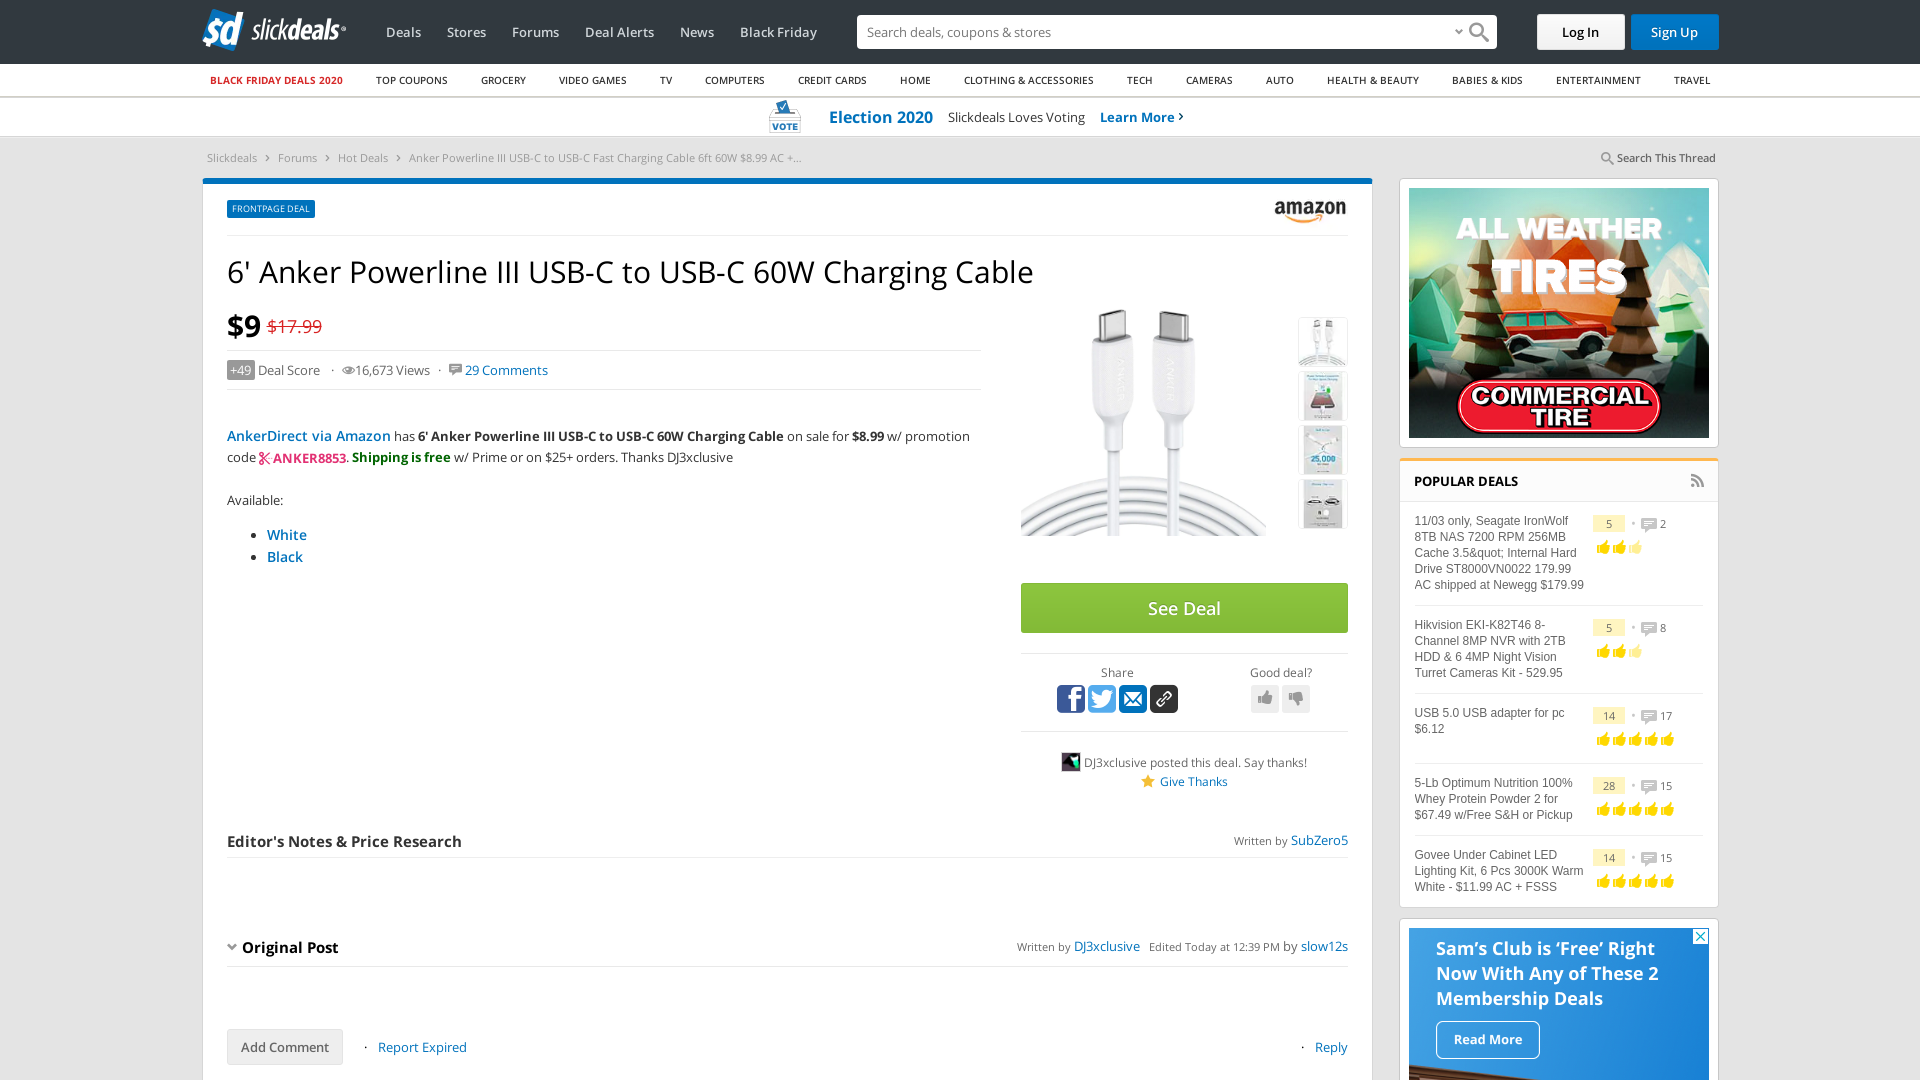 slickdeals
Deals Stores Forums Deal Alerts News Black Friday
Search deals, coupons & shopping
Log In
Sign Up
BLACK FRIDAY DEALS 2020 TOP COUPONS GROCERY VIDEO GAMES TV COMPUTERS CREDIT CARDS HOME CLOTHING & ACCESSORIES TECH CAMERAS AUTO HEALTH & BEAUTY BABIES & KIDS ENTERTAINMENT TRAVEL
VOTE
Election 2020 Slickdeals Loves Voting Learn More
Slickdeals Forums Hot Deals Anker Powerline III USB-C to USB-C Fast Charging Cable 6ft 60W $8.99 AC +...
Search This Thread
FRONTPAGE DEAL
amazon
6' Anker Powerline III USB-C to USB-C 60W Charging Cable
$9 $17.99
+49 Deal Score · 16,673 Views · 29 Comments
AnkerDirect via Amazon has 6' Anker Powerline III USB-C to USB-C 60W Charging Cable on sale for $8.99 w/ promotion
code ANKER8853. Shipping is free w/ Prime or on $25+ orders. Thanks DJ3xclusive
Available:
White
Black
ANKER
ANKER
25,000
See Deal
Share
Good deal?
DJ3xclusive posted this deal. Say thanks!
Give Thanks
Editor's Notes & Price Research
Written by SubZero5
Original Post
Written by DJ3xclusive Edited Today at 12:39 PM by slow12s
Add Comment
· Report Expired
· Reply
ALL WEATHER
TIRES
COMMERCIAL
TIRE
POPULAR DEALS
11/03 only, Seagate IronWolf
8TB NAS 7200 RPM 256MB
Cache 3.5&quot; Internal Hard
Drive ST8000VN0022 179.99
AC shipped at Newegg $179.99
5 • 2
Hikvision EKI-K82T46 8-
Channel 8MP NVR with 2TB
HDD & 6 4MP Night Vision
Turret Cameras Kit - 529.95
5 • 8
USB 5.0 USB adapter for pc
$6.12
14 • 17
5-Lb Optimum Nutrition 100%
Whey Protein Powder 2 for
$67.49 w/Free S&H or Pickup
28 • 15
Govee Under Cabinet LED
Lighting Kit, 6 Pcs 3000K Warm
White - $11.99 AC + FSSS
14 • 15
Sam's Club is 'Free' Right
Now With Any of These 2
Membership Deals
Read More